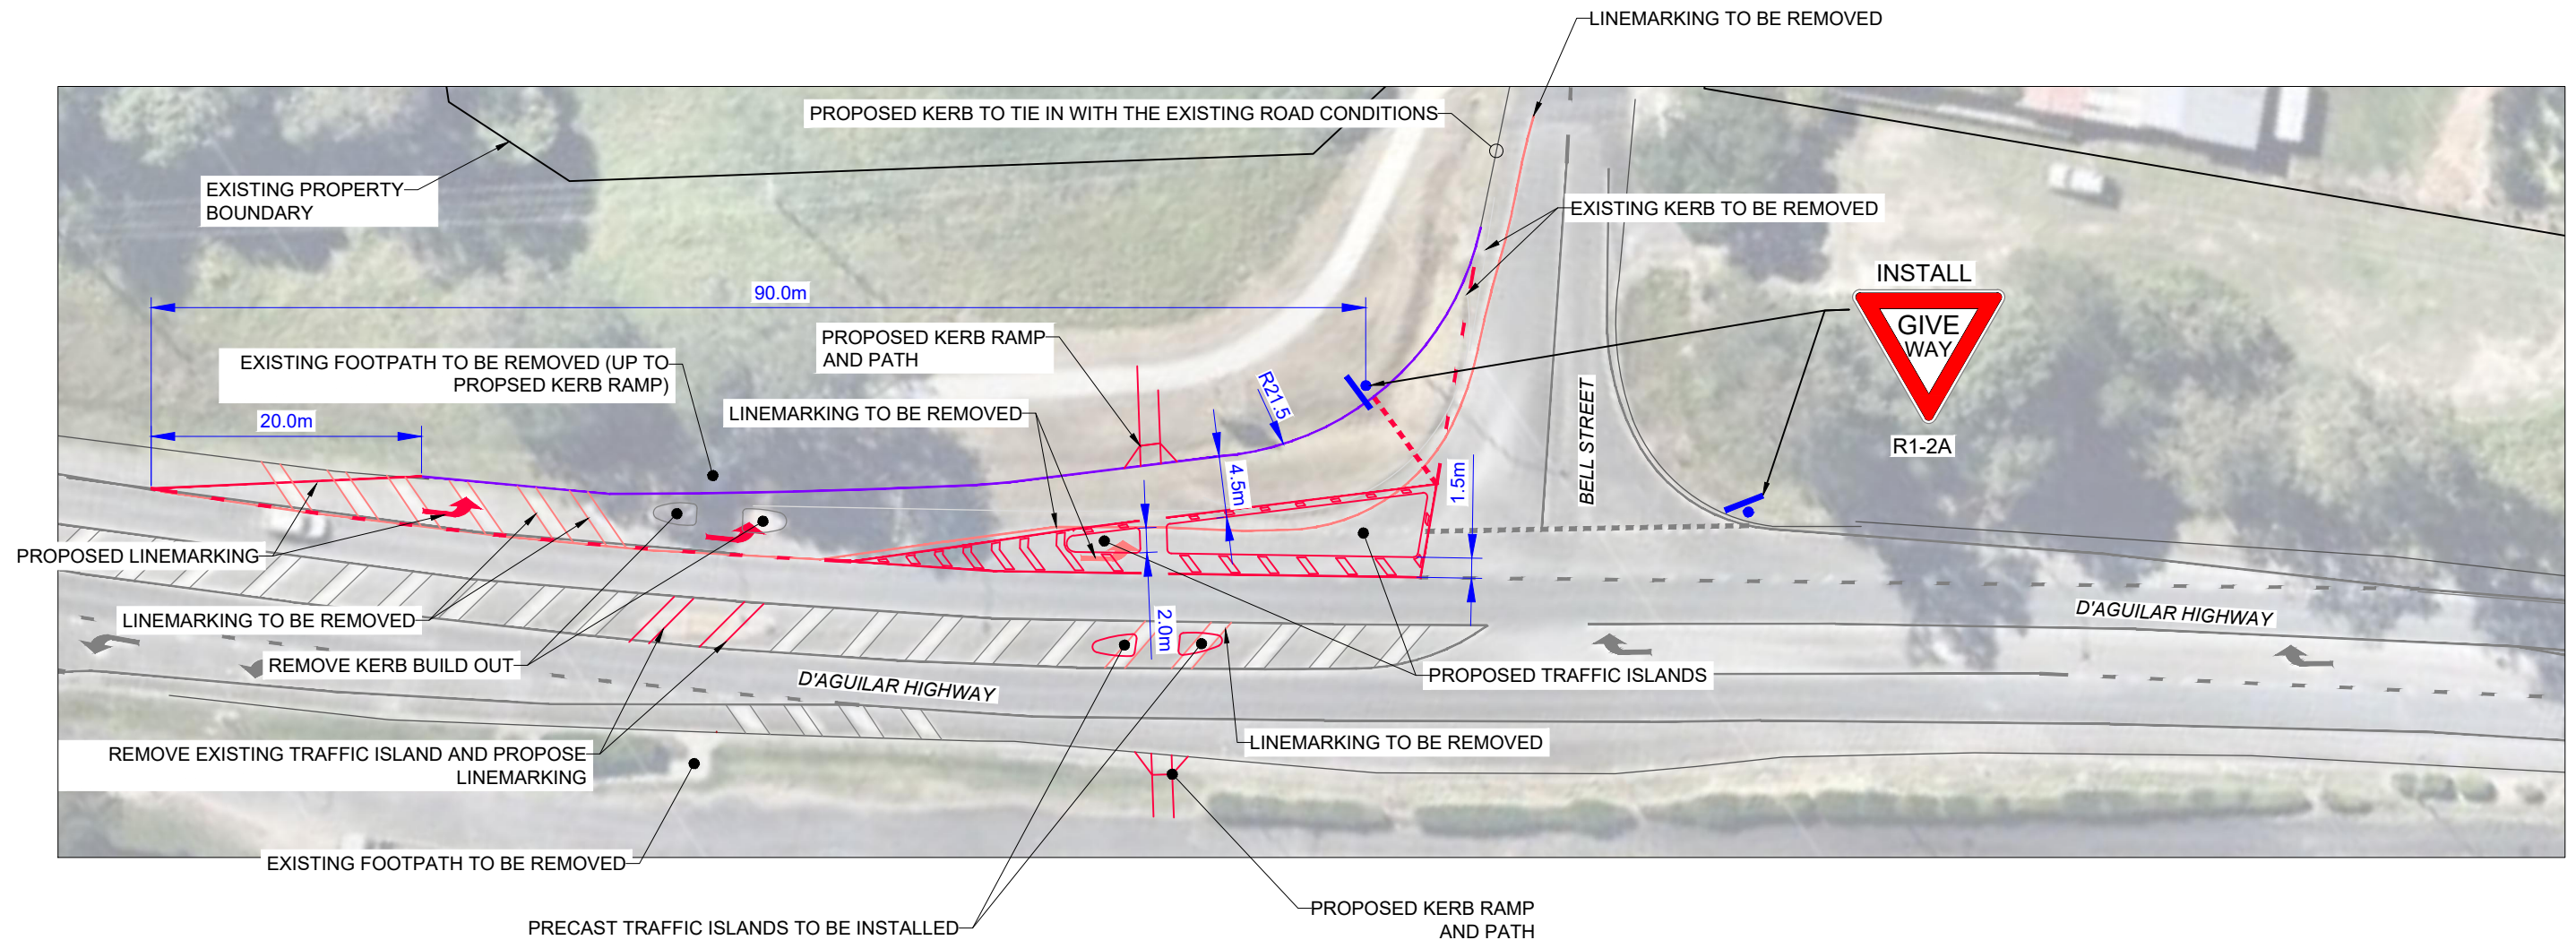 LINEMARKING TO BE REMOVED
PROPOSED KERB TO TIE IN WITH THE EXISTING ROAD CONDITIONS
EXISTING PROPERTY
BOUNDARY
EXISTING KERB TO BE REMOVED
INSTALL
GIVE
WAY
R1-2A
90.0m
PROPOSED KERB RAMP
AND PATH
EXISTING FOOTPATH TO BE REMOVED (UP TO
PROPSED KERB RAMP)
R21.5
LINEMARKING TO BE REMOVED
20.0m
BELL STREET
4.5m
1.5m
PROPOSED LINEMARKING
LINEMARKING TO BE REMOVED
2.0m
D'AGUILAR HIGHWAY
REMOVE KERB BUILD OUT
D'AGUILAR HIGHWAY
PROPOSED TRAFFIC ISLANDS
REMOVE EXISTING TRAFFIC ISLAND AND PROPOSE
LINEMARKING
LINEMARKING TO BE REMOVED
EXISTING FOOTPATH TO BE REMOVED
PRECAST TRAFFIC ISLANDS TO BE INSTALLED
PROPOSED KERB RAMP
AND PATH